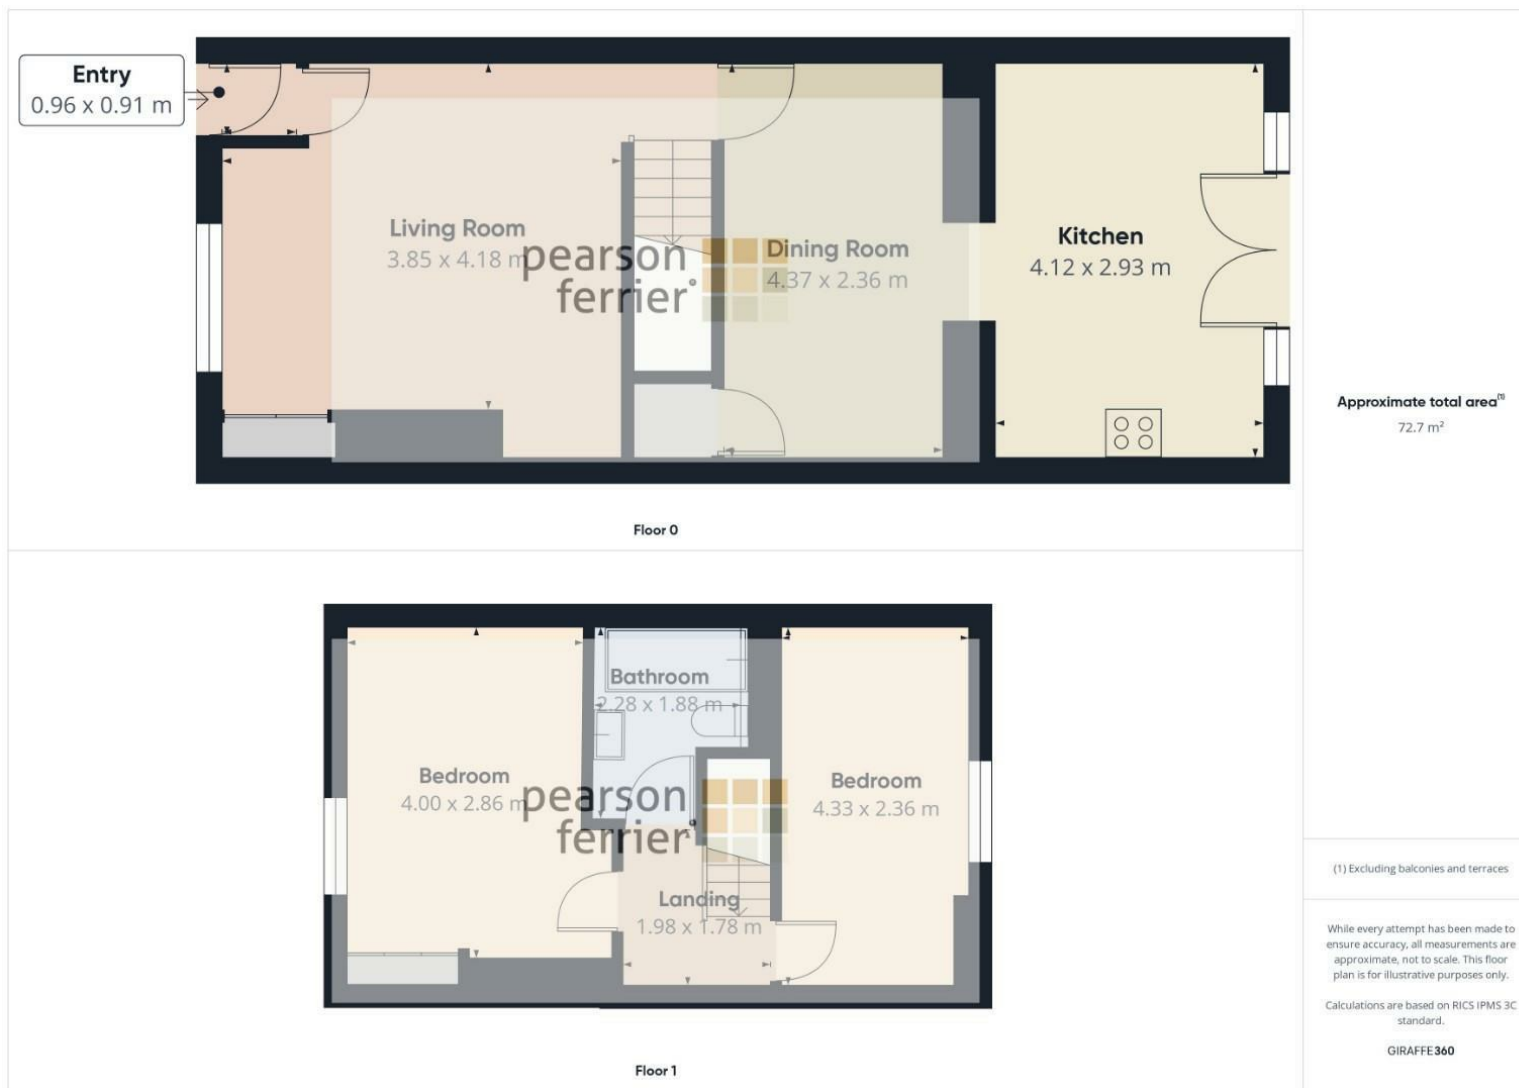 Entry
0.96 x 0.91 m
Living Room
3.85 x 4.18 m
Dining Room
4.37 x 2.36 m
Kitchen
4.12 x 2.93 m
pearson
ferrier
Floor 0
Approximate total area(1)
72.7 m²
Bedroom
4.00 x 2.86 m
Bathroom
2.28 x 1.88 m
Bedroom
4.33 x 2.36 m
pearson
ferrier
Landing
1.98 x 1.78 m
Floor 1
(1) Excluding balconies and terraces
While every attempt has been made to
ensure accuracy, all measurements are
approximate, not to scale. This floor
plan is for illustrative purposes only.
Calculations are based on RICS IPMS 3C
standard.
GIRAFFE360